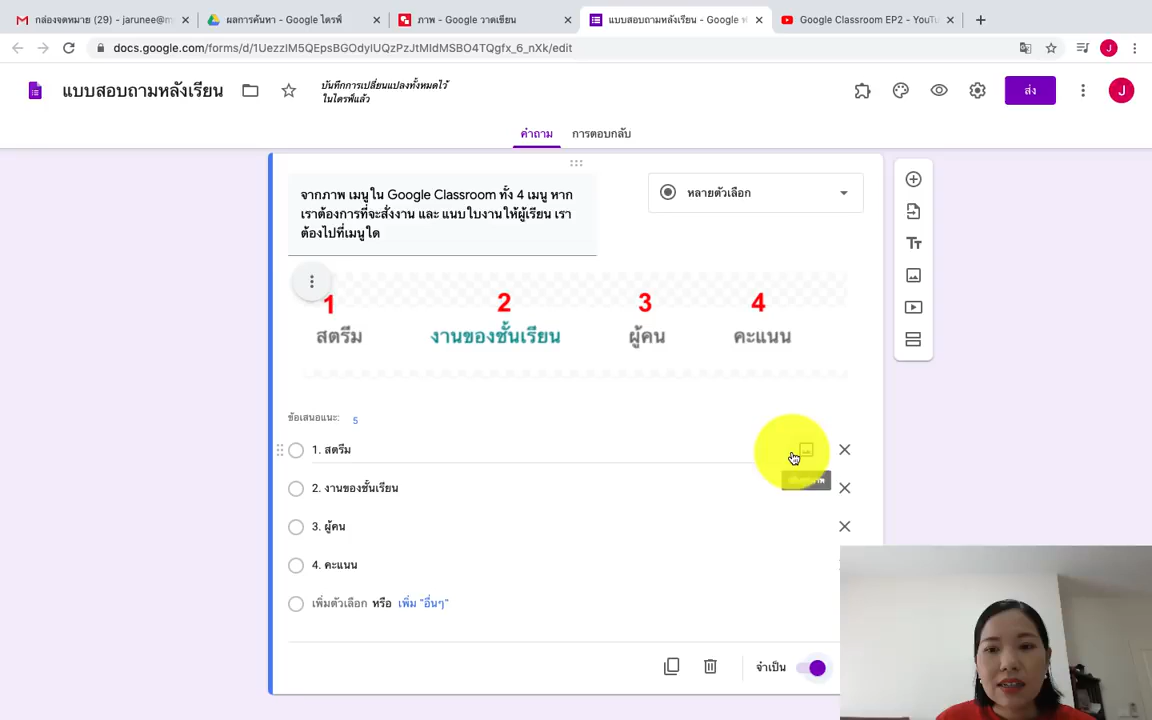 กล่องจดหมาย (29) - jarunee@m
ผลการค้นหา - Google ไดรฟ์
ภาพ - Google วาดเขียน
แบบสอบถามหลังเรียน - Google ฟ
Google Classroom EP2 - YouTu
docs.google.com/forms/d/1UezzIM5QEpsBGOdyIUQzPzJtMIdMSBO4TQgfx_6_nXk/edit
J
แบบสอบถามหลังเรียน
บันทึกการเปลี่ยนแปลงทั้งหมดไว้
ในไดรฟ์แล้ว
ส่ง
J
คำถาม
การตอบกลับ
จากภาพ เมนูใน Google Classroom ทั้ง 4 เมนู หาก
เราต้องการที่จะสั่งงาน และ แนบใบงานให้ผู้เรียน เรา
ต้องไปที่เมนูใด
หลายตัวเลือก
1 2 3 4
สตรีม งานของชั้นเรียน ผู้คน คะแนน
ข้อเสนอแนะ: 5
1. สตรีม
2. งานของชั้นเรียน
3. ผู้คน
4. คะแนน
เพิ่มตัวเลือก หรือ เพิ่ม "อื่นๆ"
จำเป็น